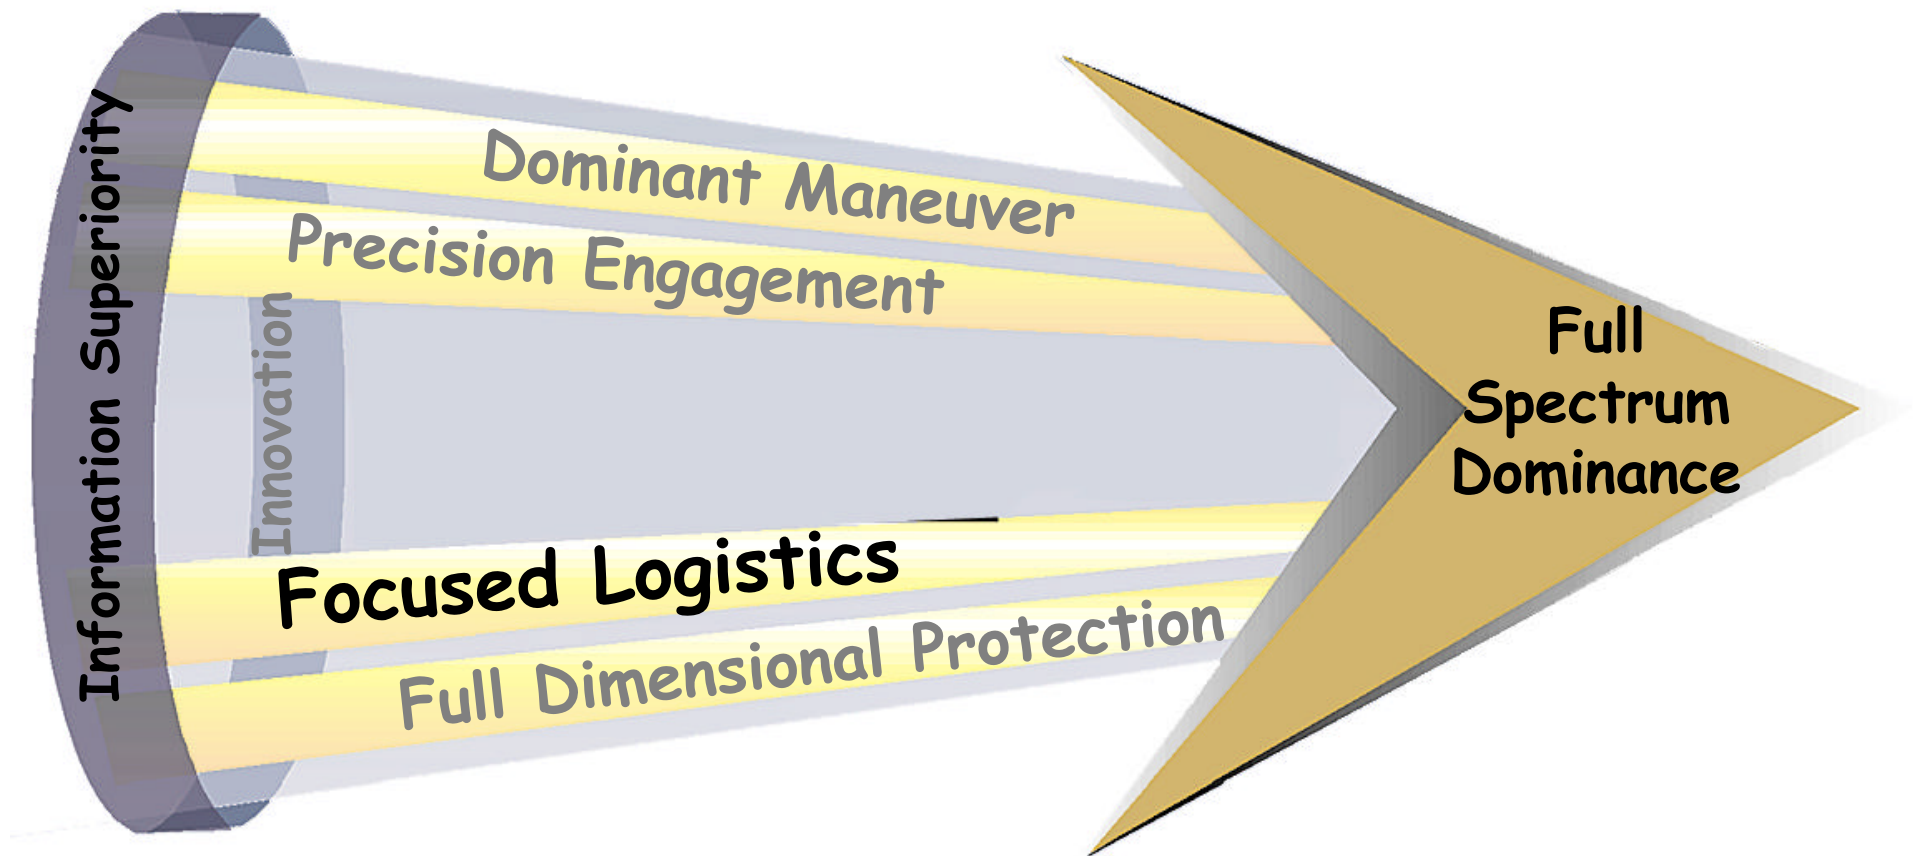 Information Superiority
Innovation
Dominant Maneuver
Precision Engagement
Focused Logistics
Full Dimensional Protection
Full
Spectrum
Dominance